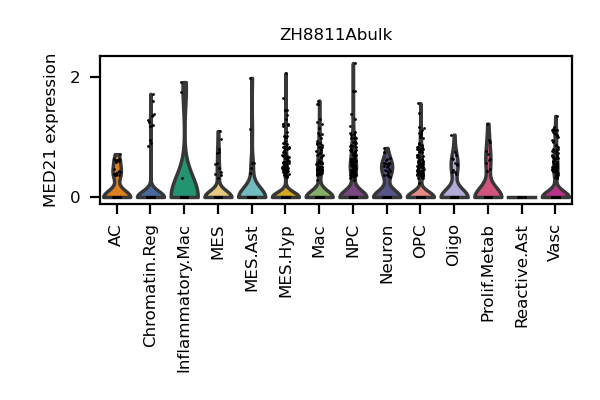 ZH8811Abulk
MED21 expression
2
0
AC
Chromatin.Reg
Inflammatory.Mac
MES
MES.Ast
MES.Hyp
Mac
NPC
Neuron
OPC
Oligo
Prolif.Metab
Reactive.Ast
Vasc